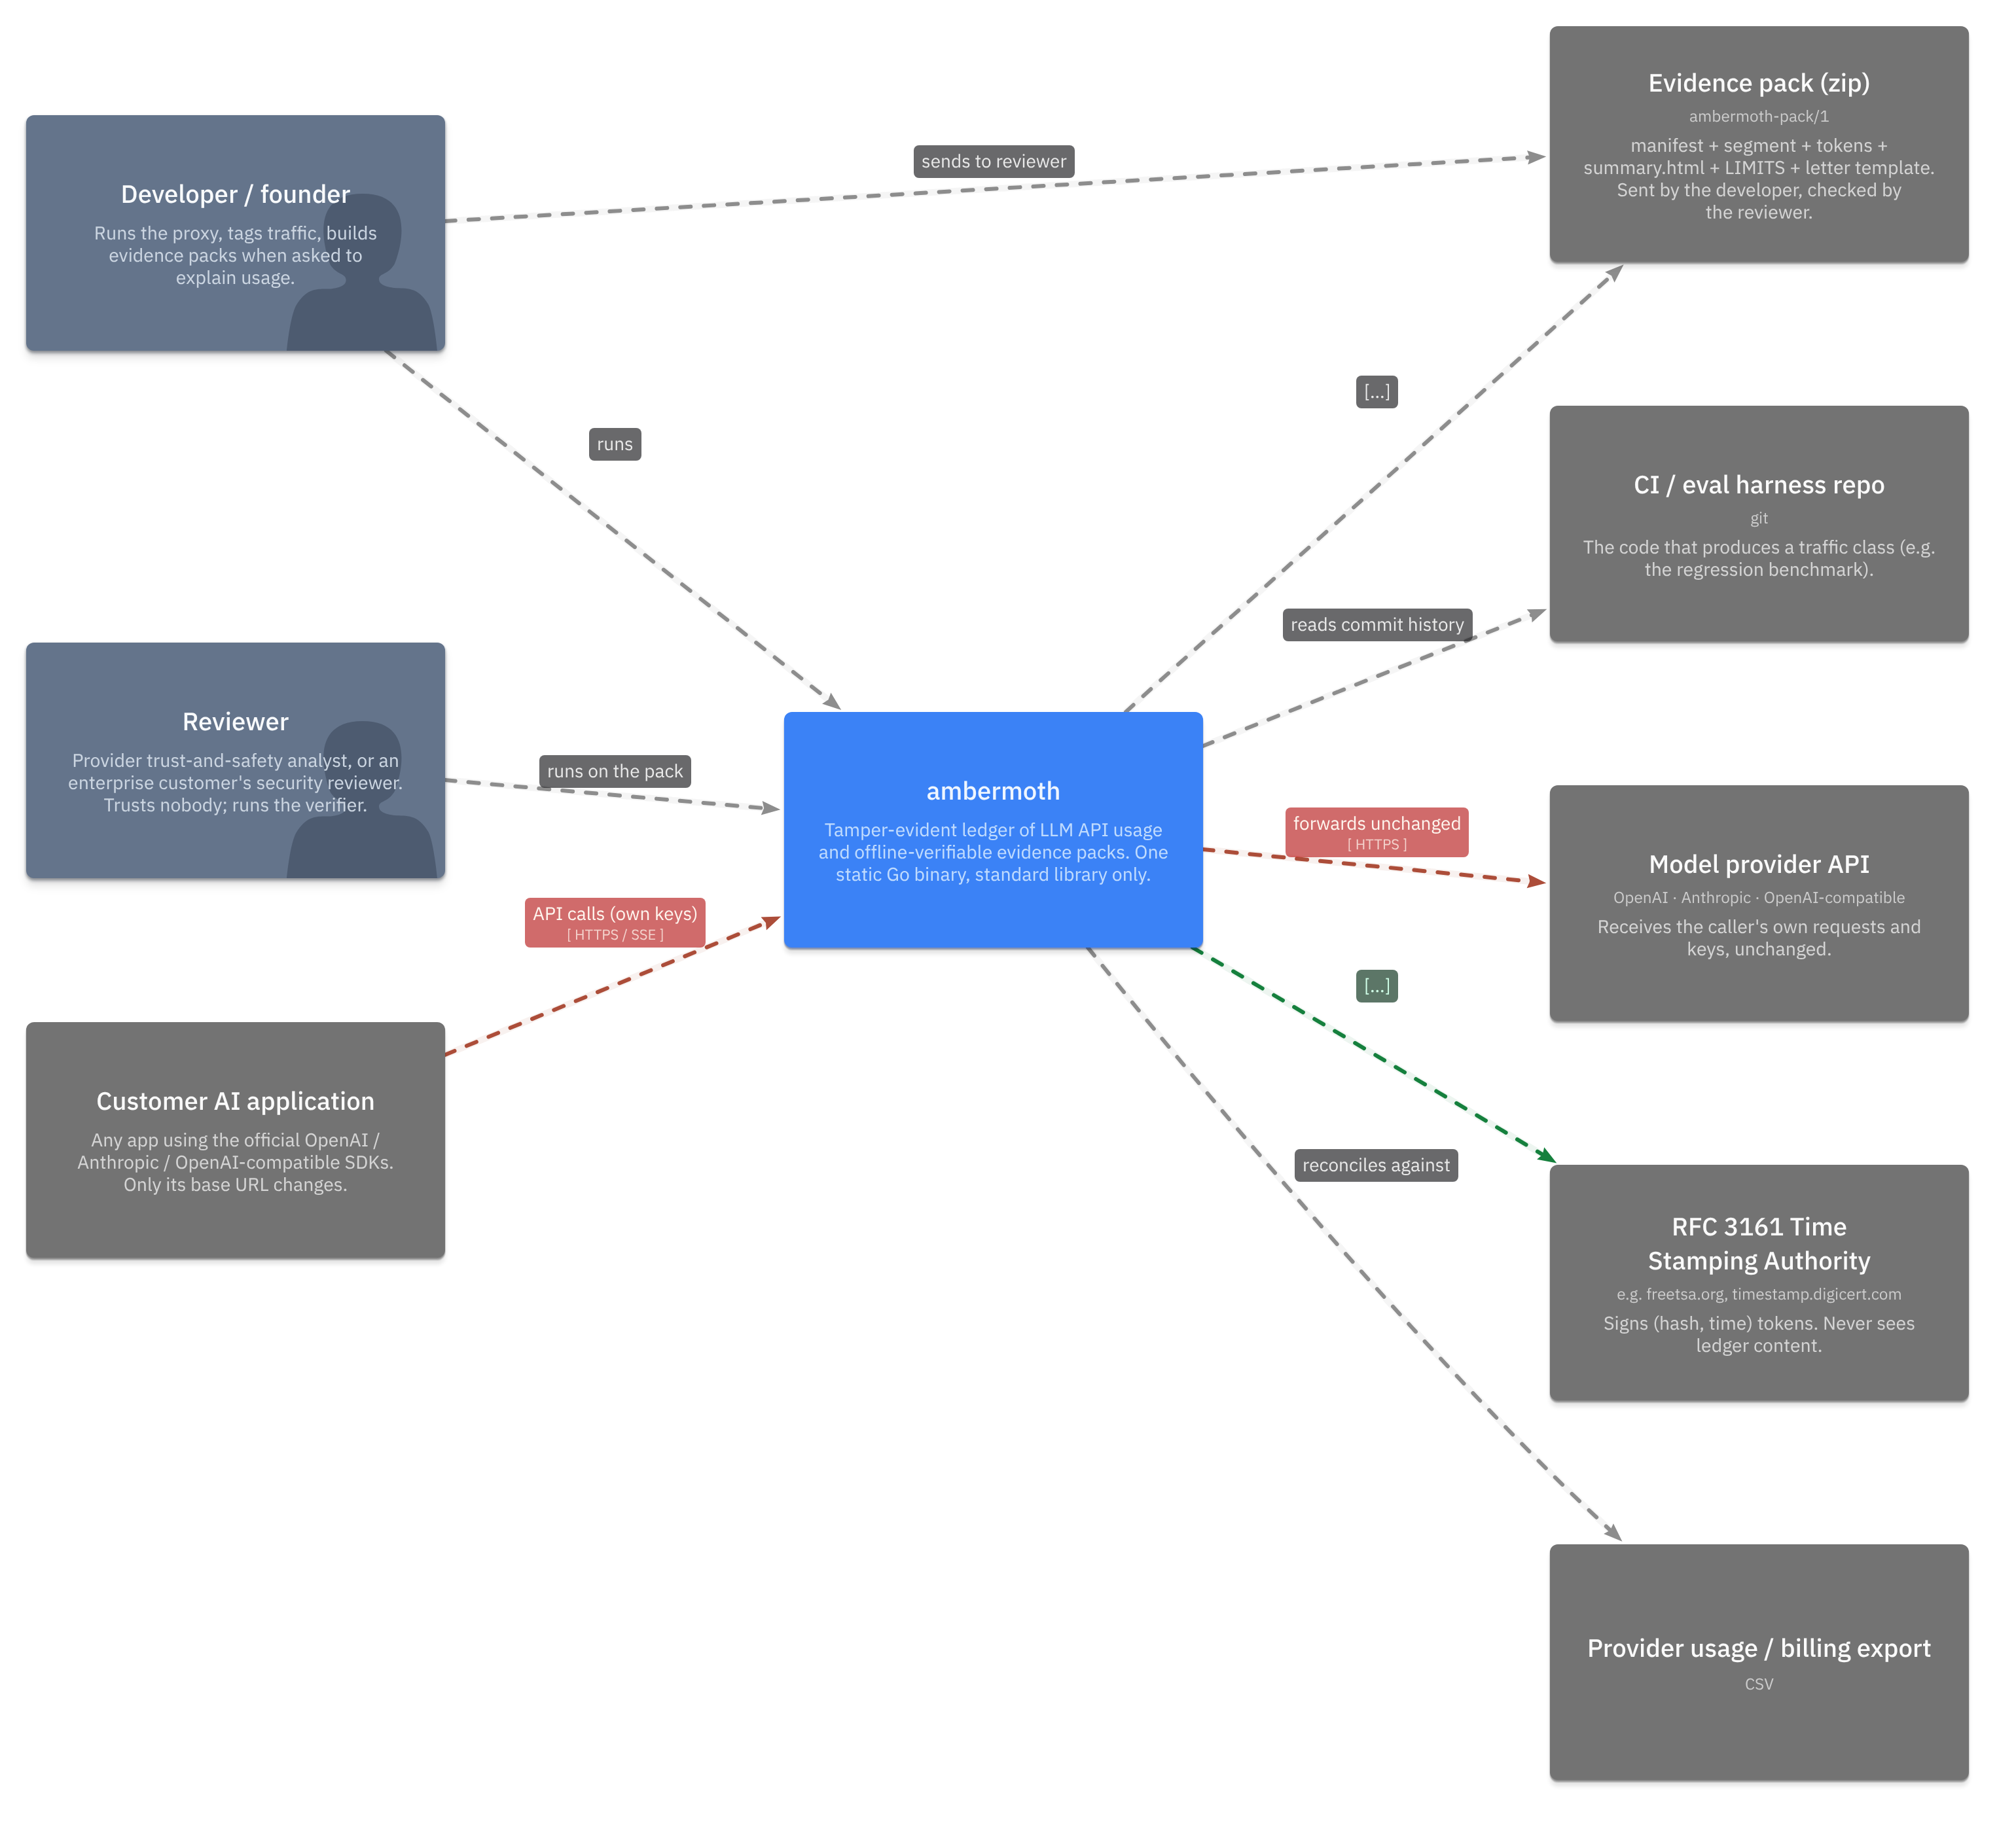 Developer / founder
Runs the proxy, tags traffic, builds
evidence packs when asked to
explain usage.
sends to reviewer
Evidence pack (zip)
ambermoth-pack/1
manifest + segment + tokens +
summary.html + LIMITS + letter template.
Sent by the developer, checked by
the reviewer.
runs
[...]
CI / eval harness repo
git
The code that produces a traffic class (e.g.
the regression benchmark).
reads commit history
Reviewer
Provider trust-and-safety analyst, or an
enterprise customer's security reviewer.
Trusts nobody; runs the verifier.
runs on the pack
ambermoth
Tamper-evident ledger of LLM API usage
and offline-verifiable evidence packs. One
static Go binary, standard library only.
forwards unchanged
[ HTTPS ]
Model provider API
OpenAI · Anthropic · OpenAI-compatible
Receives the caller's own requests and
keys, unchanged.
API calls (own keys)
[ HTTPS / SSE ]
[...]
Customer AI application
Any app using the official OpenAI /
Anthropic / OpenAI-compatible SDKs.
Only its base URL changes.
reconciles against
RFC 3161 Time
Stamping Authority
e.g. freetsa.org, timestamp.digicert.com
Signs (hash, time) tokens. Never sees
ledger content.
Provider usage / billing export
CSV